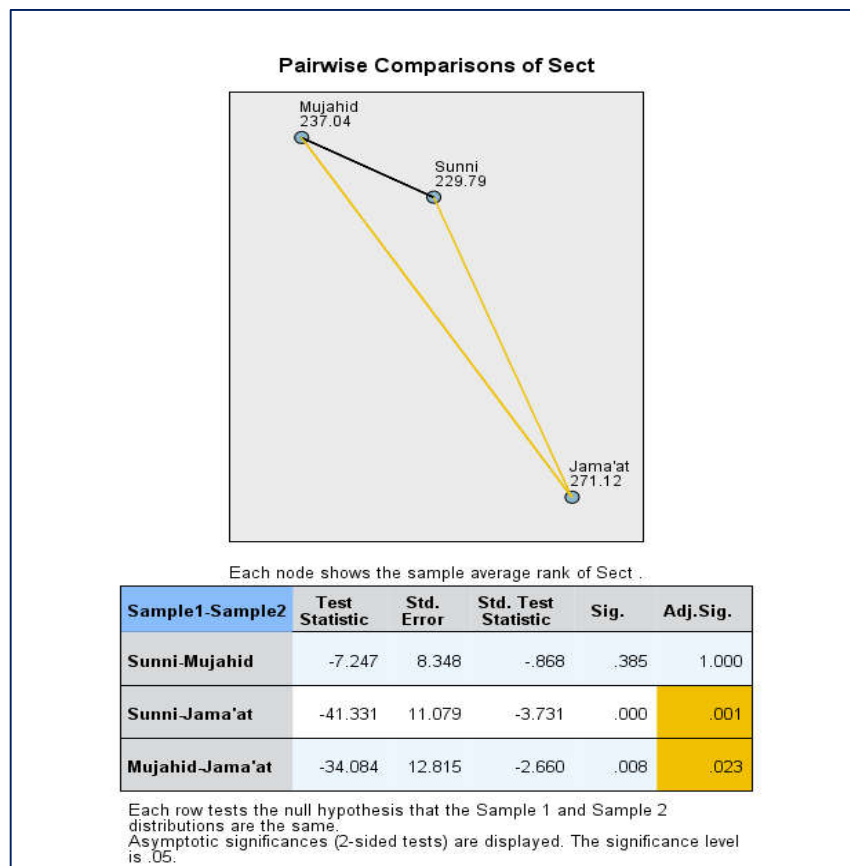 Pairwise Comparisons of Sect
Mujahid
237.04
Sunni
229.79
Jama'at
271.12
Each node shows the sample average rank of Sect .
Sample1-Sample2 Test Statistic Std. Error Std. Test Statistic Sig. Adj.Sig.
Sunni-Mujahid -7.247 8.348 -.868 .385 1.000
Sunni-Jama'at -41.331 11.079 -3.731 .000 .001
Mujahid-Jama'at -34.084 12.815 -2.660 .008 .023
Each row tests the null hypothesis that the Sample 1 and Sample 2
distributions are the same.
Asymptotic significances (2-sided tests) are displayed. The significance level
is .05.